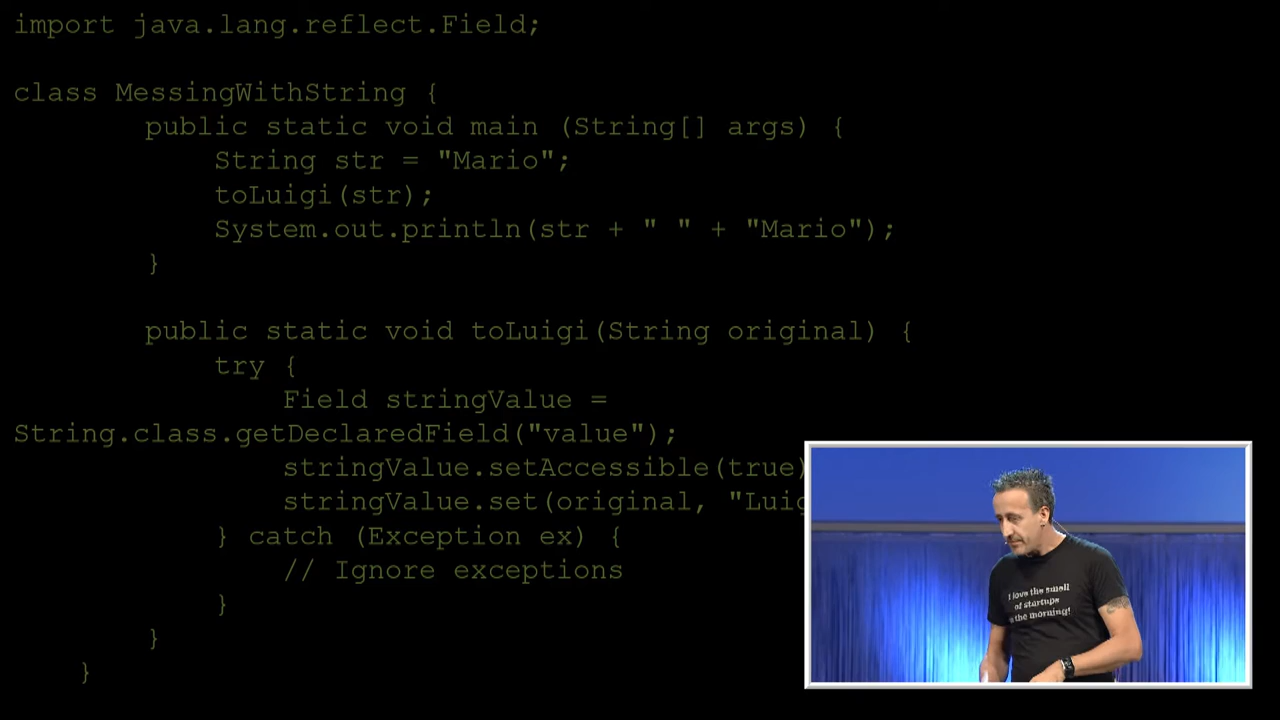 import java.lang.reflect.Field;
class MessingWithString {
public static void main (String[] args) {
String str = "Mario";
toLuigi(str);
System.out.println(str + " " + "Mario");
}
public static void toLuigi(String original) {
try {
Field stringValue =
String.class.getDeclaredField("value");
stringValue.setAccessible(true)
stringValue.set(original,
} catch (Exception ex) {
// Ignore exceptions
}
}
}
I love the smell
of startups
in the morning!